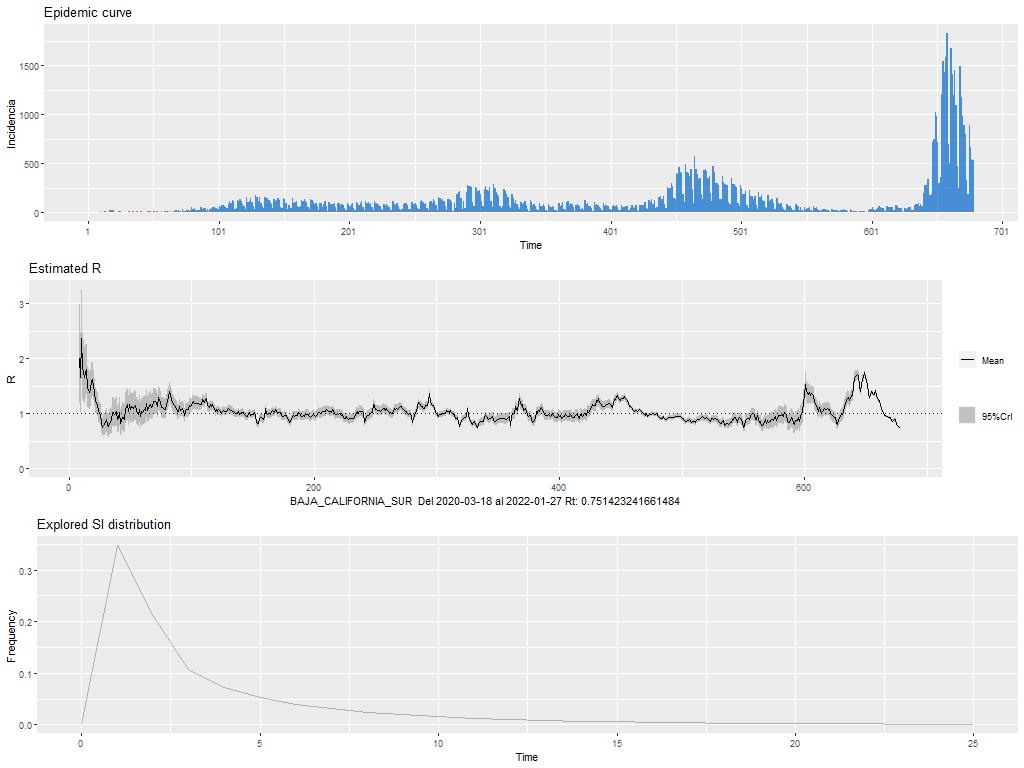 Epidemic curve
1500
1000
500
0
Incidencia
1 101 201 301 401 501 601 701
Time
Estimated R
3
2
1
0
R
Mean
95%CrI
0 200 400 600
BAJA_CALIFORNIA_SUR Del 2020-03-18 al 2022-01-27 Rt: 0.751423241661484
Explored SI distribution
0.3
0.2
0.1
0.0
Frequency
0 5 10 15 20 25
Time